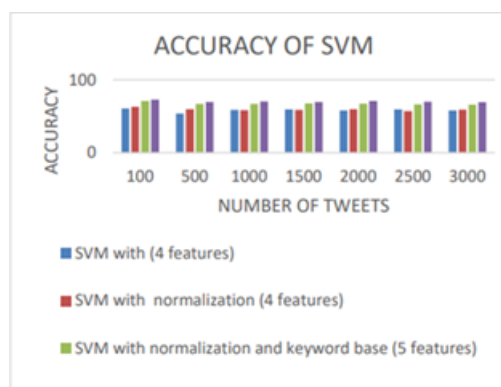 ACCURACY OF SVM
100
0
ACCURACY
100 500 1000 1500 2000 2500 3000
NUMBER OF TWEETS
SVM with (4 features)
SVM with normalization (4 features)
SVM with normalization and keyword base (5 features)